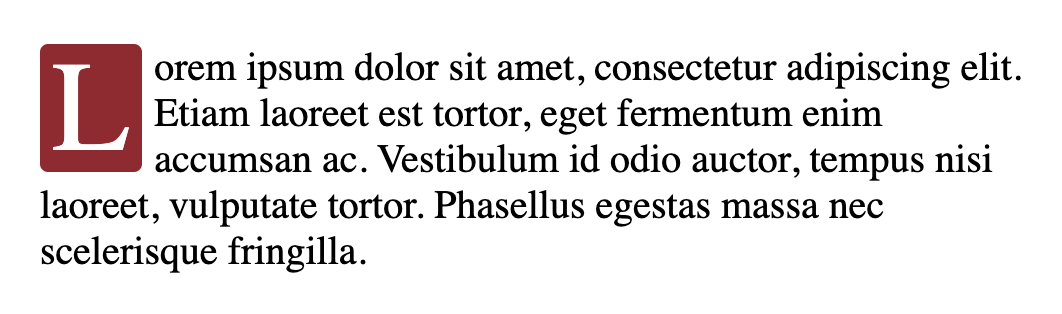 Lorem ipsum dolor sit amet, consectetur adipiscing elit.
Etiam laoreet est tortor, eget fermentum enim
accumsan ac. Vestibulum id odio auctor, tempus nisi
laoreet, vulputate tortor. Phasellus egestas massa nec
scelerisque fringilla.